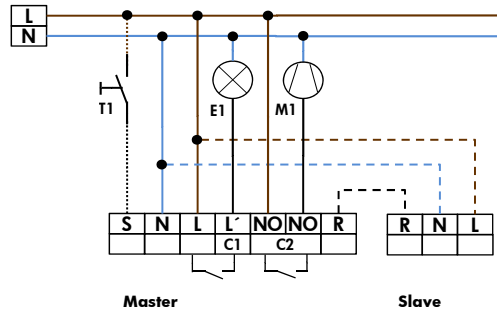 L
N
T1
E1
M1
S N L L´ NO NO R
C1 C2
R N L
Master
Slave